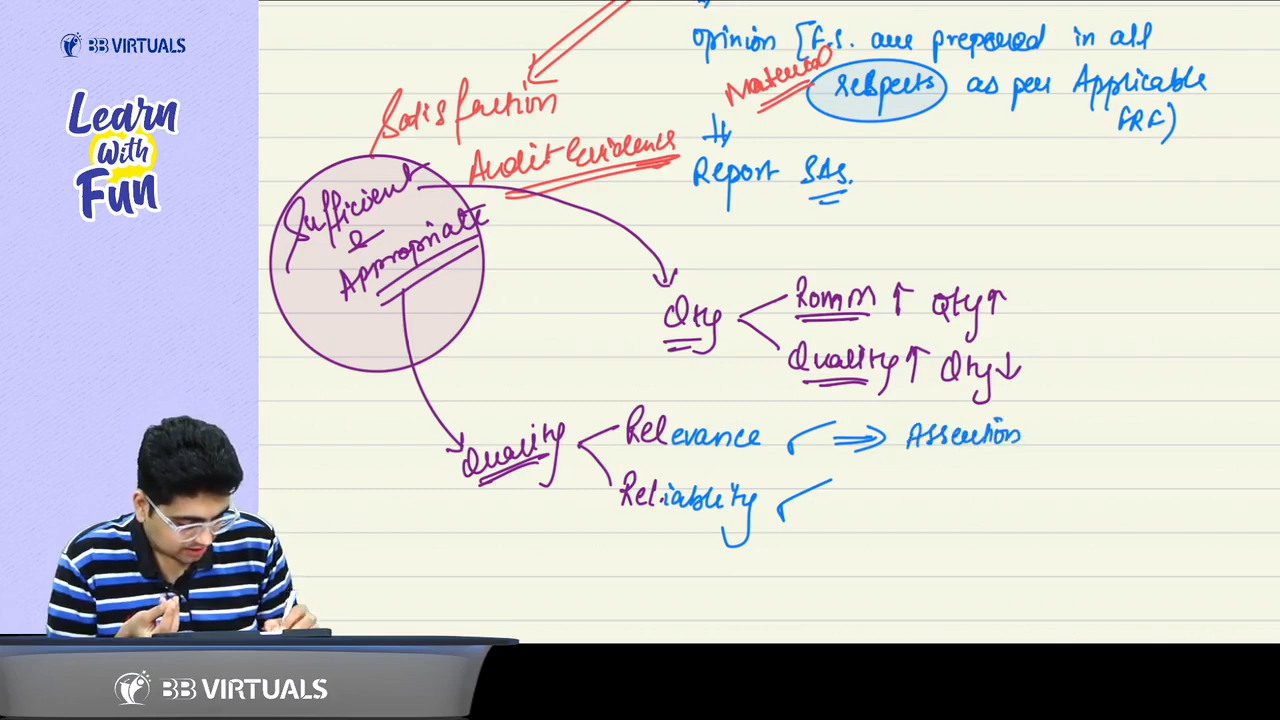 BB VIRTUALS
Learn
With
Fun
opinion [F.S. are prepared in all
Material respects as per Applicable
FRF)
Report SAs.
Satisfaction
Audit Evidence
Sufficient
&
Appropriate
Qty
Romm ↑ Qty ↑
Quality ↑ Qty ↓
Quality
Relevance ⇒ Assertion
Reliability
BB VIRTUALS